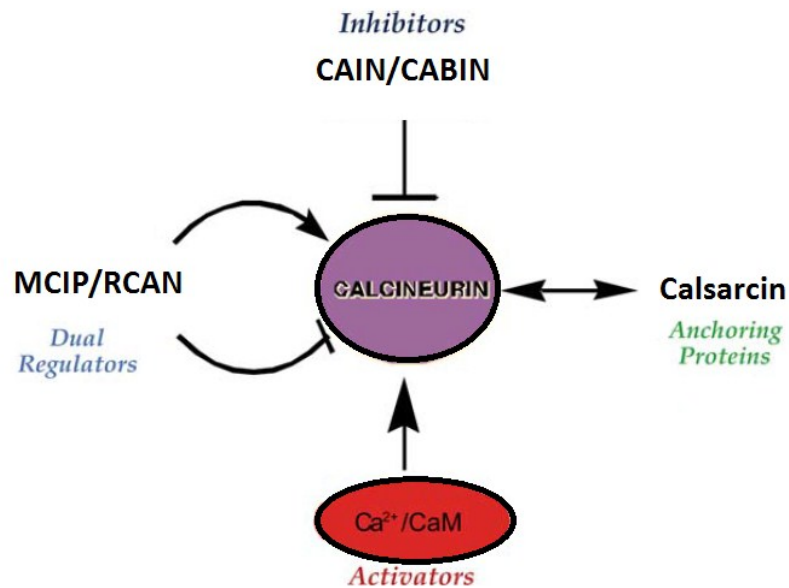 Inhibitors
CAIN/CABIN
MCIP/RCAN
Dual
Regulators
CALCINEURIN
Calsarcin
Anchoring
Proteins
Ca²⁺/CaM
Activators